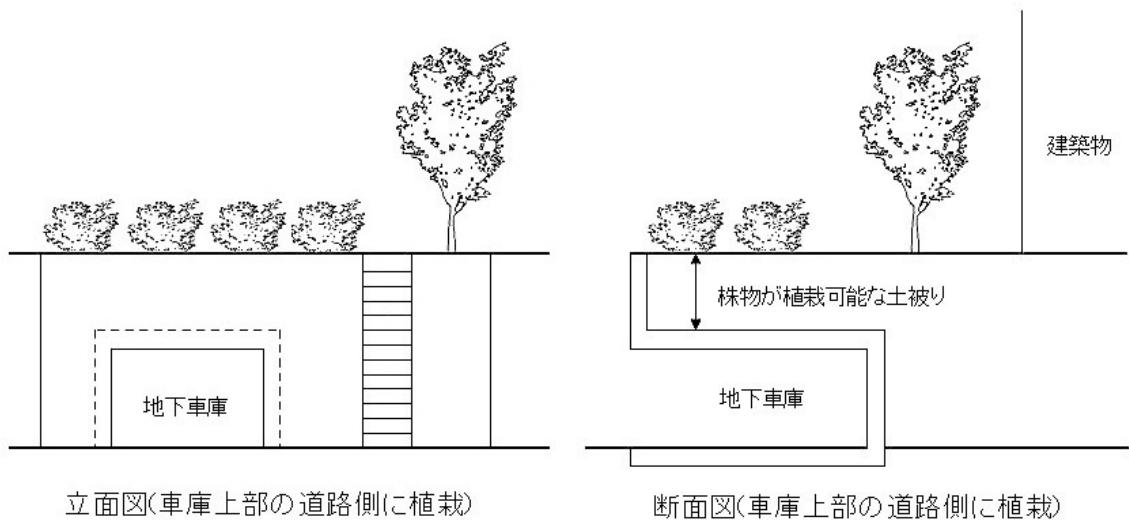 建築物
株物が植栽可能な土被り
地下車庫
地下車庫
立面図(車庫上部の道路側に植栽)
断面図(車庫上部の道路側に植栽)